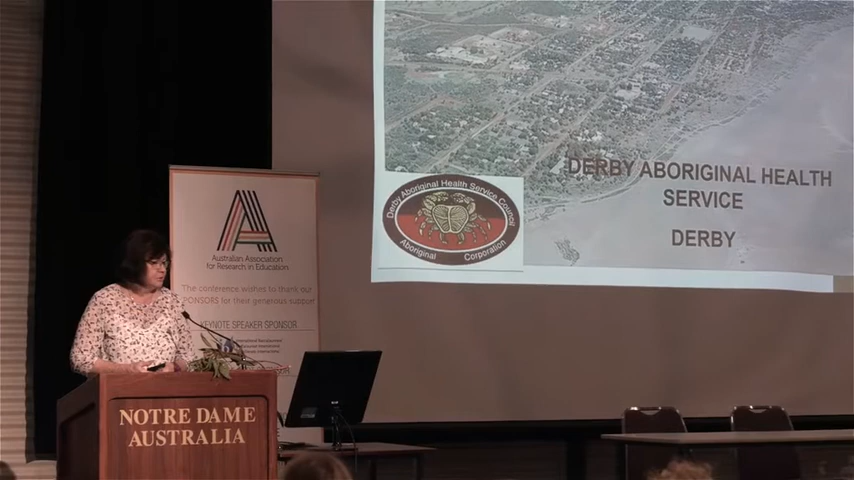 DERBY ABORIGINAL HEALTH
SERVICE
DERBY
Derby Aboriginal Health Service Council
Aboriginal Corporation
Australian Association
for Research in Education
The conference wishes to thank our
SPONSORS for their generous support
KEYNOTE SPEAKER SPONSOR
NOTRE DAME
AUSTRALIA